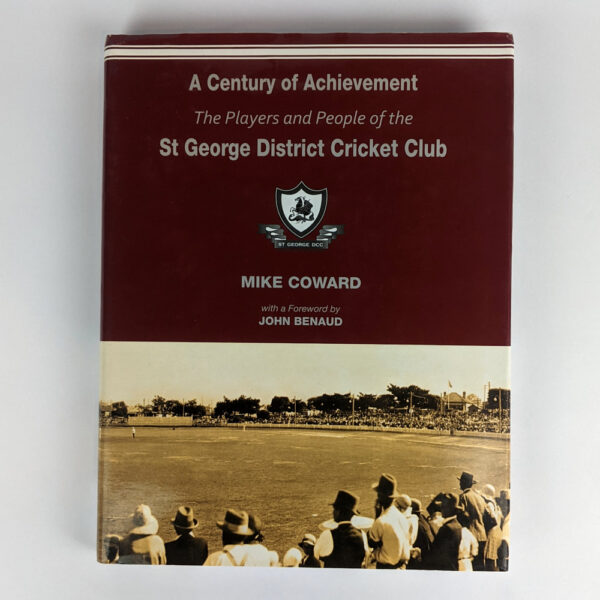 A Century of Achievement
The Players and People of the
St George District Cricket Club
ST GEORGE DCC
MIKE COWARD
with a Foreword by
JOHN BENAUD